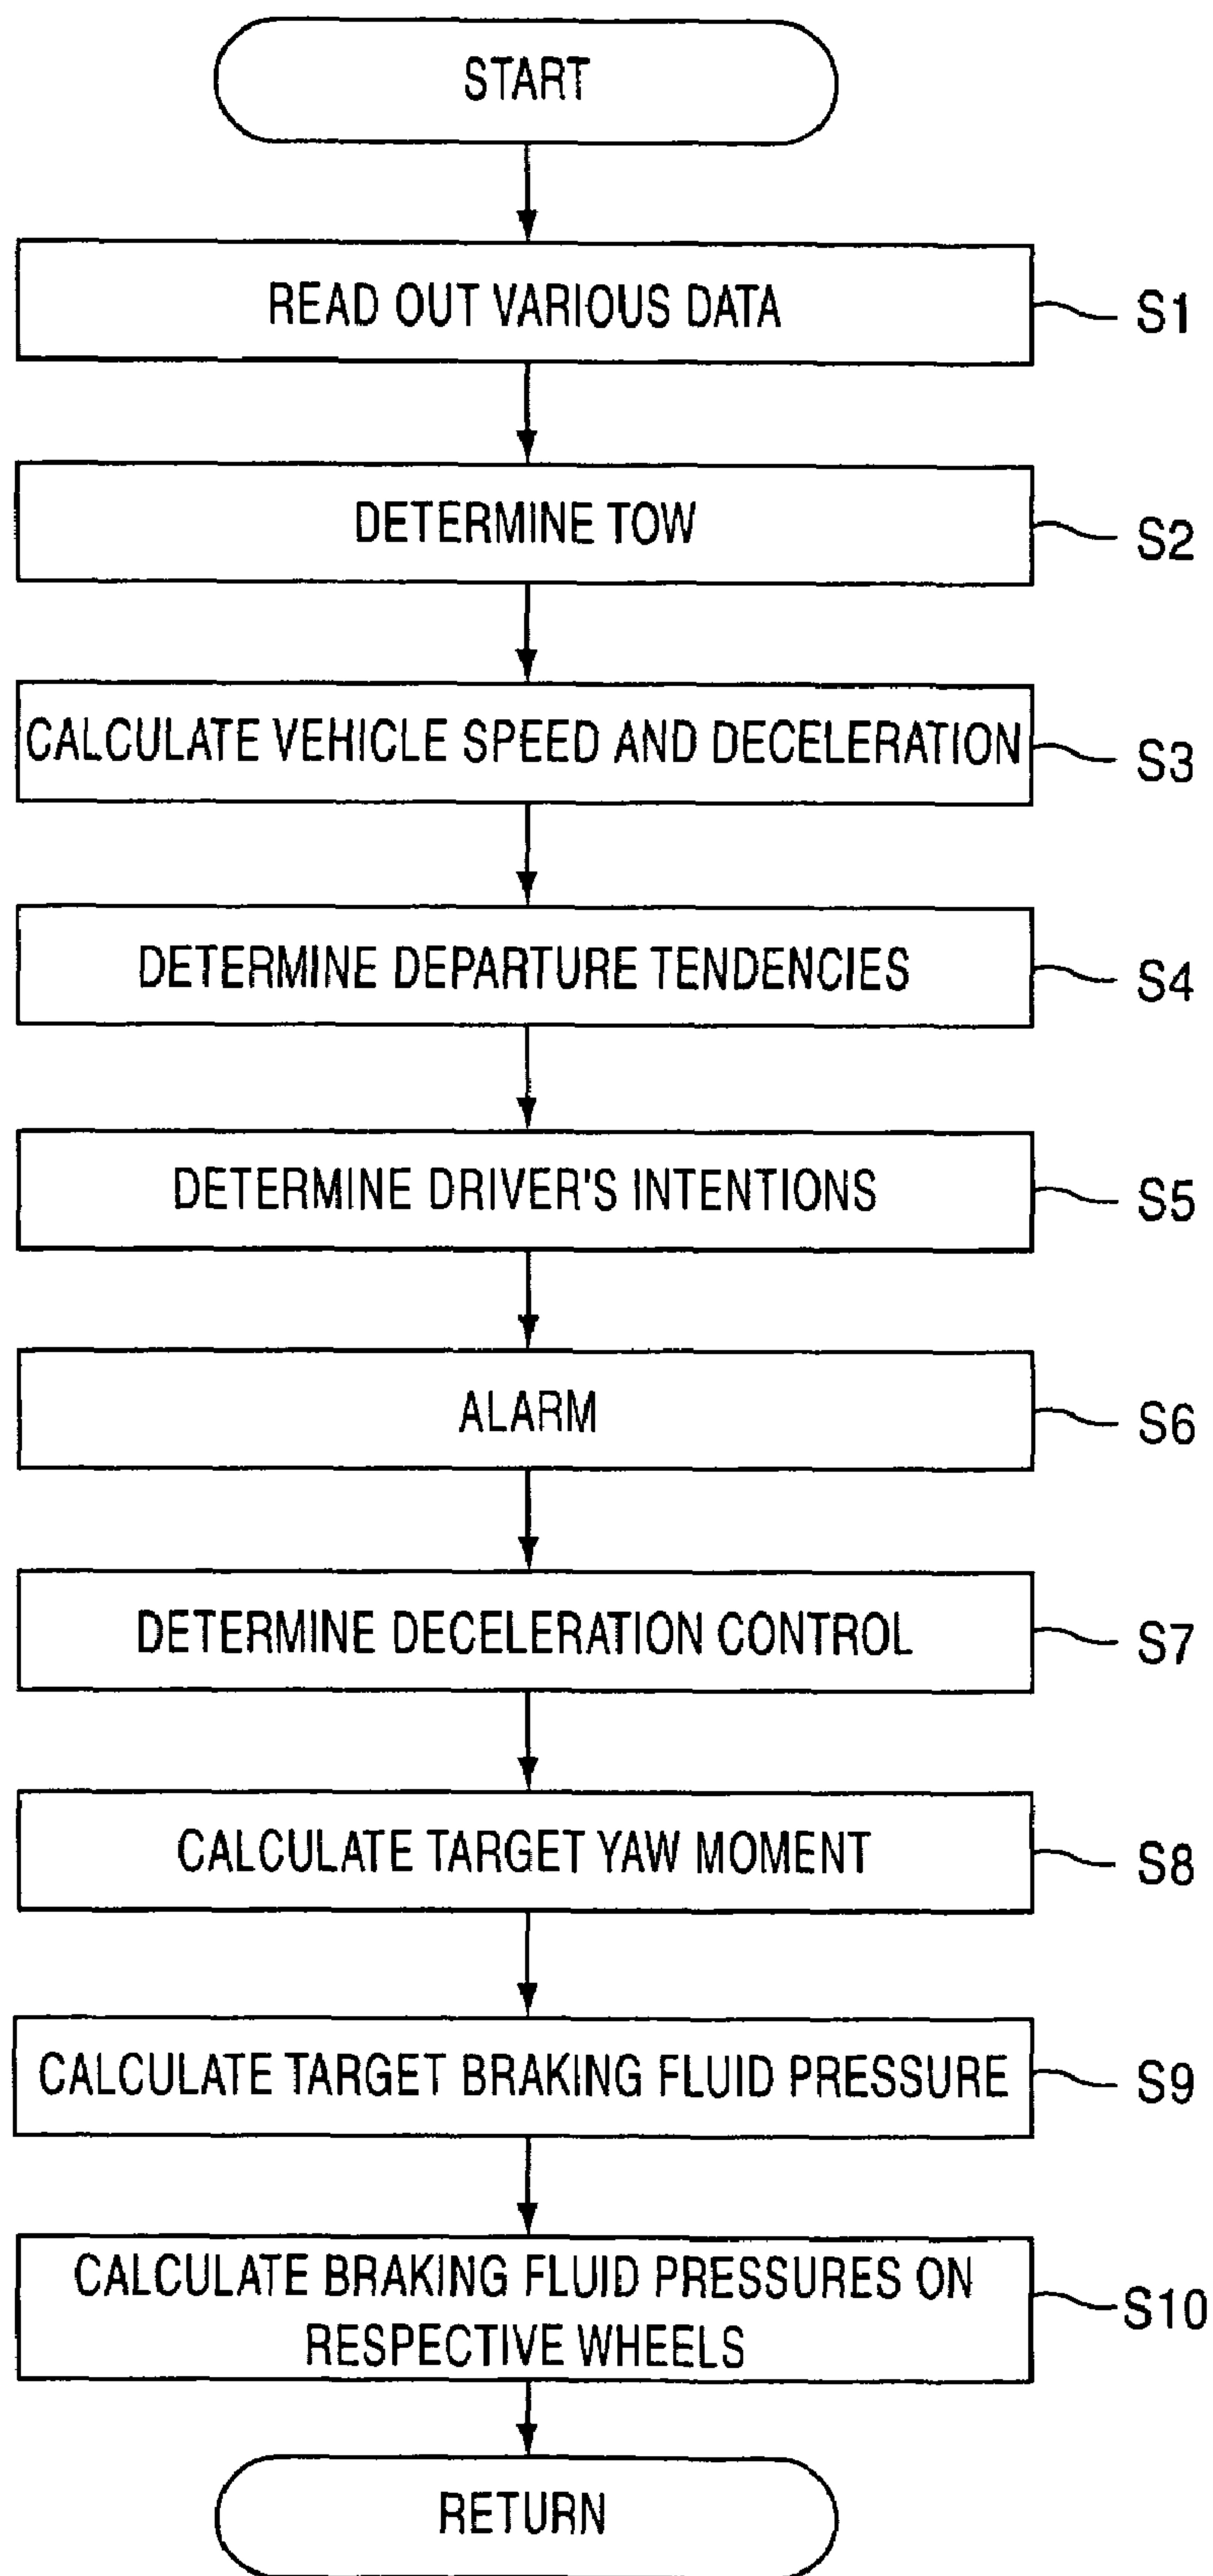 START
READ OUT VARIOUS DATA
S1
DETERMINE TOW
S2
CALCULATE VEHICLE SPEED AND DECELERATION
S3
DETERMINE DEPARTURE TENDENCIES
S4
DETERMINE DRIVER'S INTENTIONS
S5
ALARM
S6
DETERMINE DECELERATION CONTROL
S7
CALCULATE TARGET YAW MOMENT
S8
CALCULATE TARGET BRAKING FLUID PRESSURE
S9
CALCULATE BRAKING FLUID PRESSURES ON
RESPECTIVE WHEELS
S10
RETURN